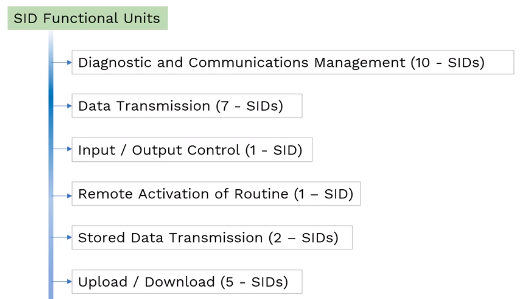 SID Functional Units
Diagnostic and Communications Management (10 - SIDs)
Data Transmission (7 - SIDs)
Input / Output Control (1 - SID)
Remote Activation of Routine (1 – SID)
Stored Data Transmission (2 – SIDs)
Upload / Download (5 - SIDs)